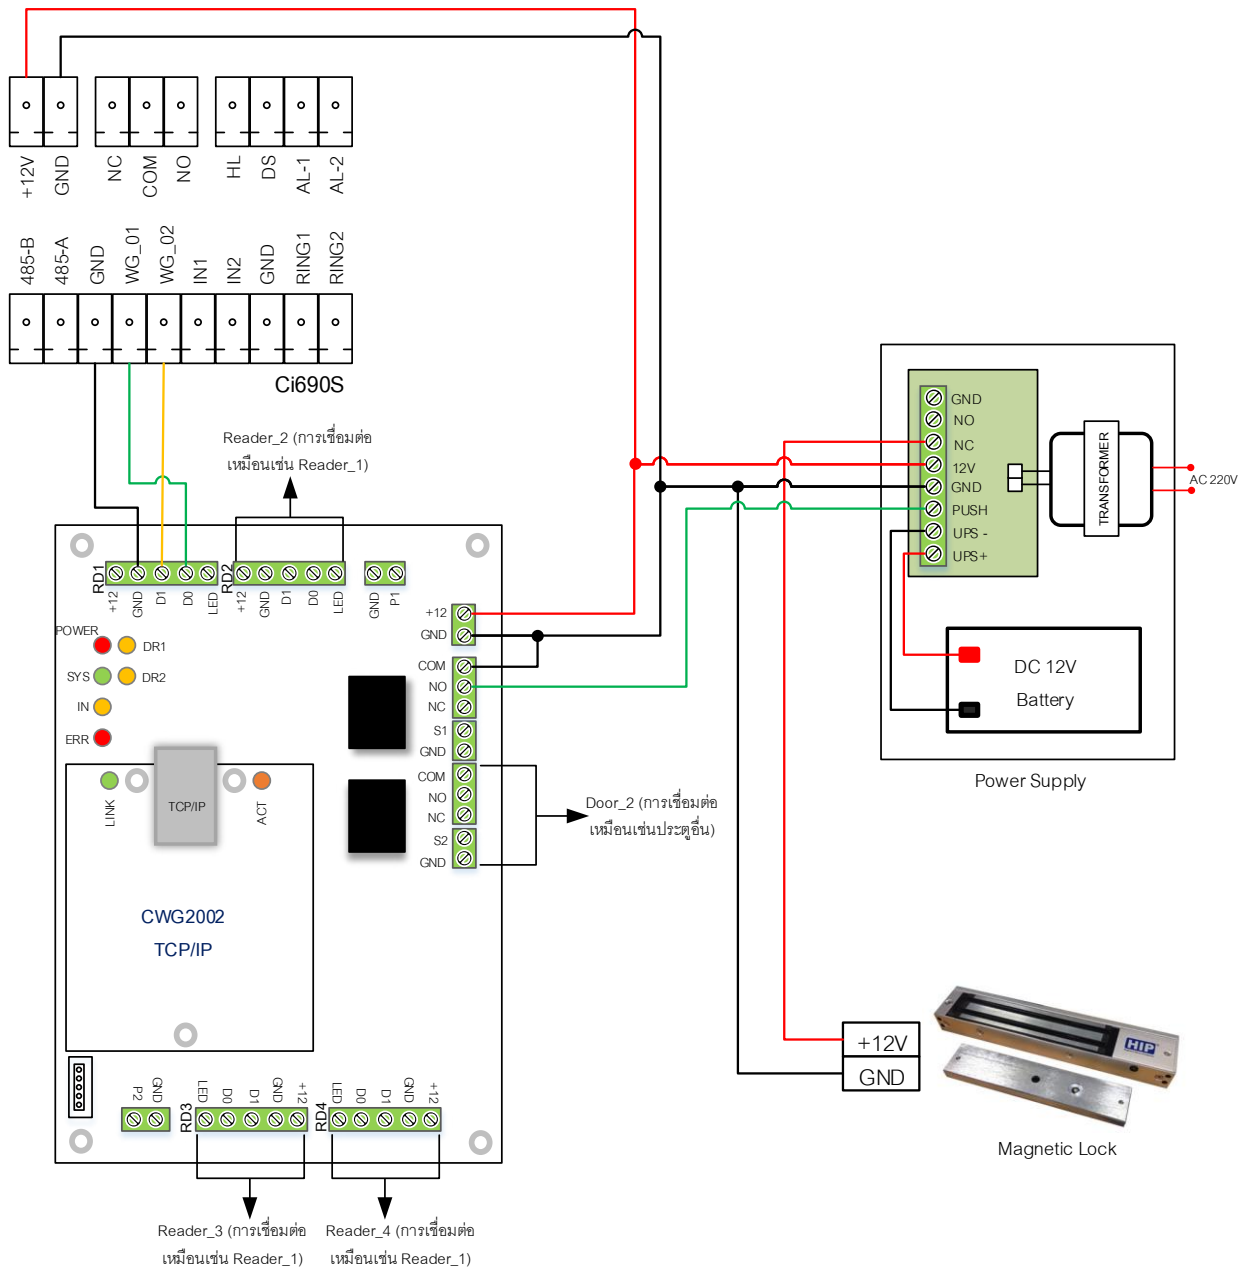 +12V
GND
NC
COM
NO
HL
DS
AL-1
AL-2
485-B
485-A
GND
WG_01
WG_02
IN1
IN2
GND
RING1
RING2
Ci690S
Reader_2 (การเชื่อมต่อ
เหมือนเช่น Reader_1)
RD1
+12
GND
D1
D0
LED
RD2
+12
GND
D1
D0
LED
GND
P1
POWER
DR1
SYS
DR2
IN
ERR
LINK
TCP/IP
ACT
CWG2002
TCP/IP
+12
GND
COM
NO
NC
S1
GND
COM
NO
NC
S2
GND
Door_2 (การเชื่อมต่อ
เหมือนเช่นประตูอื่น)
P2
GND
RD3
LED
D0
D1
GND
+12
RD4
LED
D0
D1
GND
+12
Reader_3 (การเชื่อมต่อ
เหมือนเช่น Reader_1)
Reader_4 (การเชื่อมต่อ
เหมือนเช่น Reader_1)
GND
NO
NC
12V
GND
PUSH
UPS -
UPS+
TRANSFORMER
AC 220V
DC 12V
Battery
Power Supply
+12V
GND
HIP
Magnetic Lock